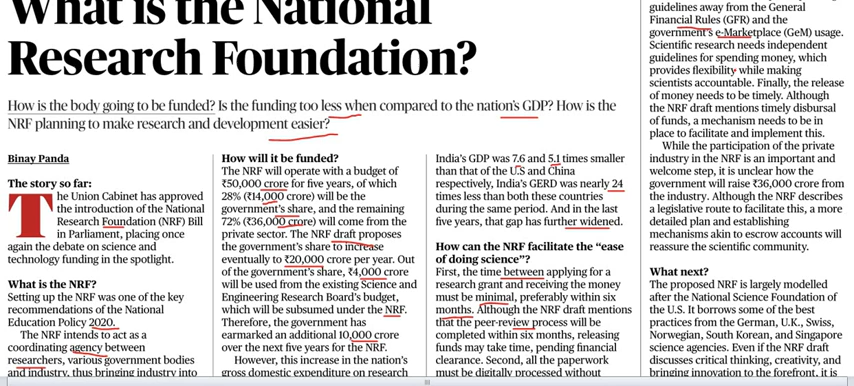 What is the National
Research Foundation?
How is the body going to be funded? Is the funding too less when compared to the nation's GDP? How is the
NRF planning to make research and development easier?
Binay Panda
The story so far:
The Union Cabinet has approved
the introduction of the National
Research Foundation (NRF) Bill
in Parliament, placing once
again the debate on science and
technology funding in the spotlight.
What is the NRF?
Setting up the NRF was one of the key
recommendations of the National
Education Policy 2020.
The NRF intends to act as a
coordinating agency between
researchers, various government bodies
and industry, thus bringing industry into
How will it be funded?
The NRF will operate with a budget of
₹50,000 crore for five years, of which
28% (₹14,000 crore) will be the
government's share, and the remaining
72% (₹36,000 crore) will come from the
private sector. The NRF draft proposes
the government's share to increase
eventually to ₹20,000 crore per year. Out
of the government's share, ₹4,000 crore
will be used from the existing Science and
Engineering Research Board's budget,
which will be subsumed under the NRF.
Therefore, the government has
earmarked an additional 10,000 crore
over the next five years for the NRF.
However, this increase in the nation's
gross domestic expenditure on research
India's GDP was 7.6 and 5.1 times smaller
than that of the U.S and China
respectively, India's GERD was nearly 24
times less than both these countries
during the same period. And in the last
five years, that gap has further widened.
How can the NRF facilitate the “ease
of doing science”?
First, the time between applying for a
research grant and receiving the money
must be minimal, preferably within six
months. Although the NRF draft mentions
that the peer-review process will be
completed within six months, releasing
funds may take time, pending financial
clearance. Second, all the paperwork
must be digitally processed without
guidelines away from the General
Financial Rules (GFR) and the
government's e-Marketplace (GeM) usage.
Scientific research needs independent
guidelines for spending money, which
provides flexibility while making
scientists accountable. Finally, the release
of money needs to be timely. Although
the NRF draft mentions timely disbursal
of funds, a mechanism needs to be in
place to facilitate and implement this.
While the participation of the private
industry in the NRF is an important and
welcome step, it is unclear how the
government will raise ₹36,000 crore from
the industry. Although the NRF describes
a legislative route to facilitate this, a more
detailed plan and establishing
mechanisms akin to escrow accounts will
reassure the scientific community.
What next?
The proposed NRF is largely modelled
after the National Science Foundation of
the U.S. It borrows some of the best
practices from the German, U.K., Swiss,
Norwegian, South Korean, and Singapore
science agencies. Even if the NRF draft
discusses critical thinking, creativity, and
bringing innovation to the forefront, it is